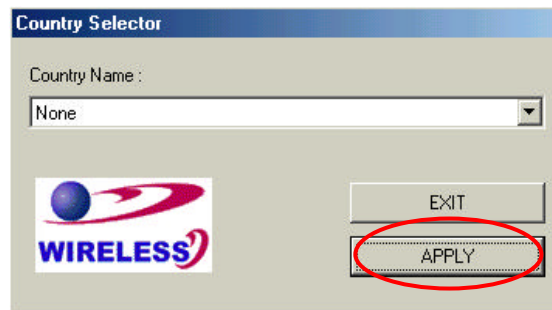 Country Selector
Country Name :
None
EXIT
WIRELESS
APPLY